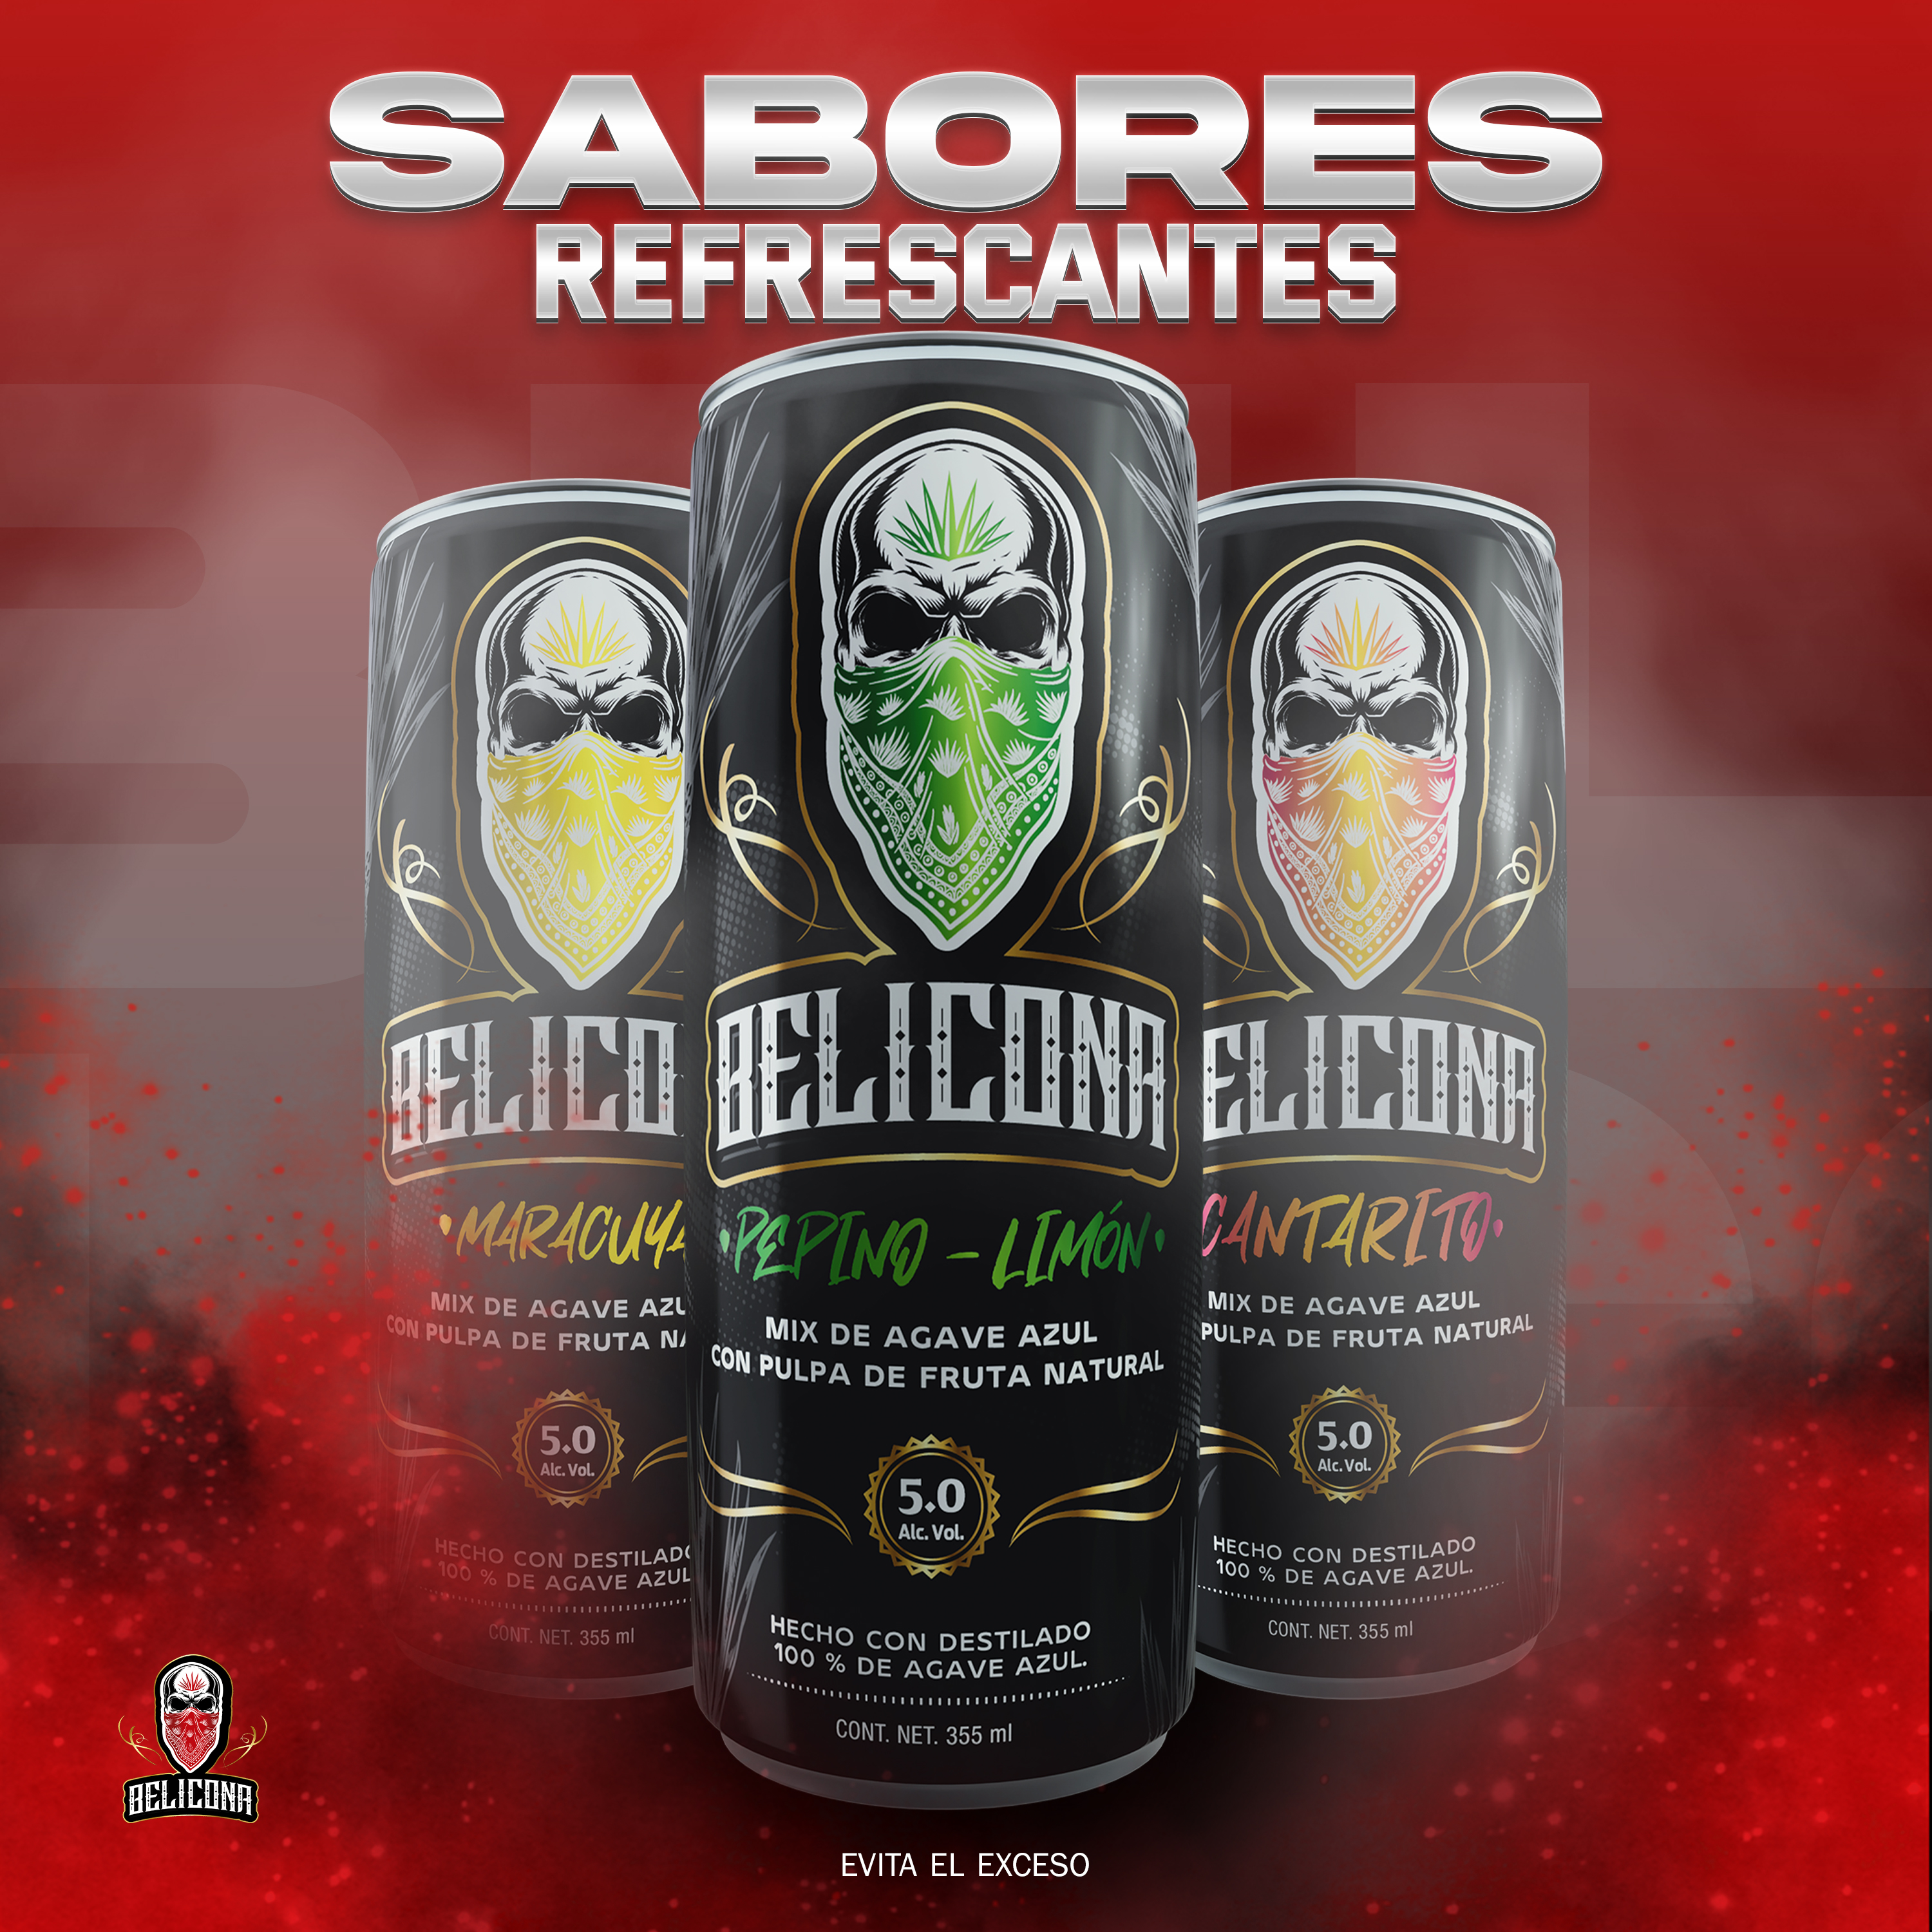 SABORES
REFRESCANTES
BELICO
•MARACUYA
MIX DE AGAVE AZU
CON PULPA DE FRUTA NA
5.0
Alc. Vol.
HECHO CON DESTILADO
100 % DE AGAVE AZUL
CONT. NET. 355 ml
BELICONA
•PEPINO - LIMÓN•
MIX DE AGAVE AZUL
CON PULPA DE FRUTA NATURAL
5.0
Alc. Vol.
HECHO CON DESTILADO
100 % DE AGAVE AZUL.
CONT. NET. 355 ml
ELICONA
CANTARITO•
MIX DE AGAVE AZUL
PULPA DE FRUTA NATURAL
5.0
Alc. Vol.
HECHO CON DESTILADO
100 % DE AGAVE AZUL.
CONT. NET. 355 ml
BELICONA
EVITA EL EXCESO